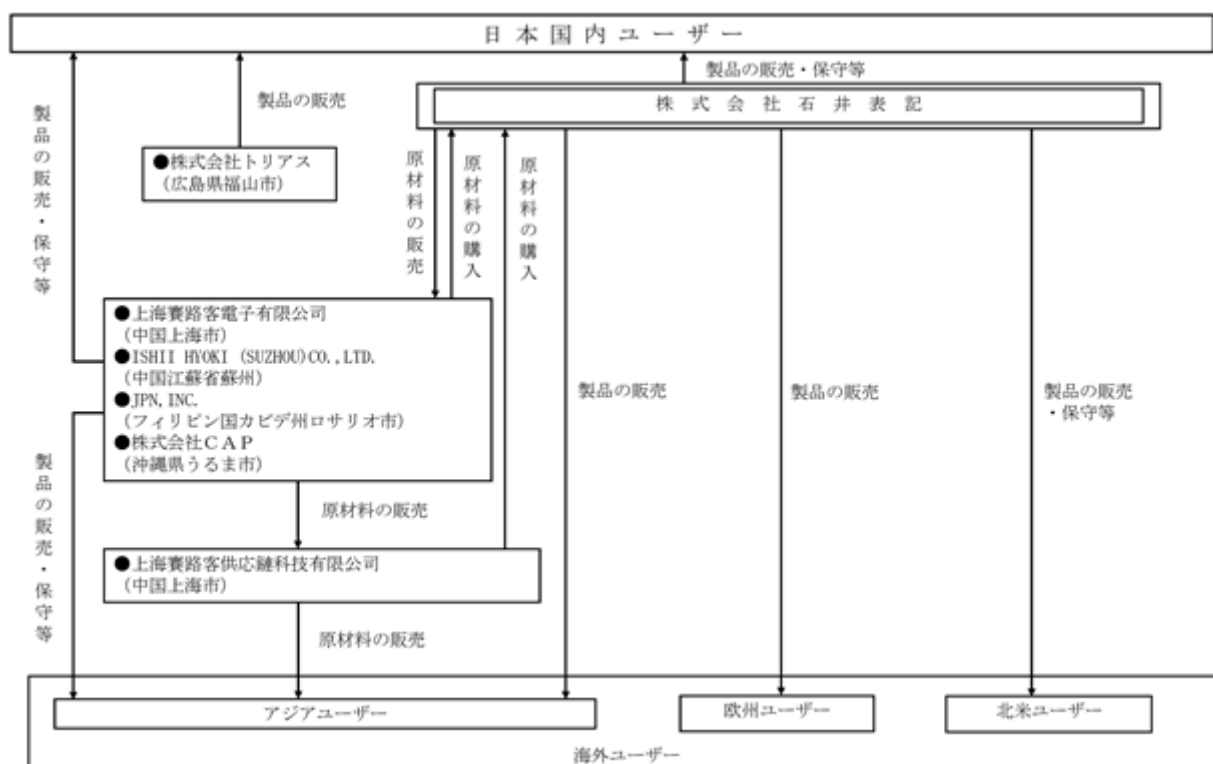 日本国内ユーザー
製品の販売・保守等
株式会社石井表記
製品の販売
製品の販売・保守等
●株式会社トリアス
(広島県福山市)
原材料の販売
原材料の購入
原材料の購入
●上海賽路客電子有限公司
(中国上海市)
●ISHII HYOKI (SUZHOU)CO.,LTD.
(中国江蘇省蘇州)
●JPN,INC.
(フィリピン国カビデ州ロサリオ市)
●株式会社CAP
(沖縄県うるま市)
製品の販売
製品の販売
製品の販売
・保守等
製品の販売・保守等
原材料の販売
●上海賽路客供応鏈科技有限公司
(中国上海市)
原材料の販売
アジアユーザー
欧州ユーザー
北米ユーザー
海外ユーザー